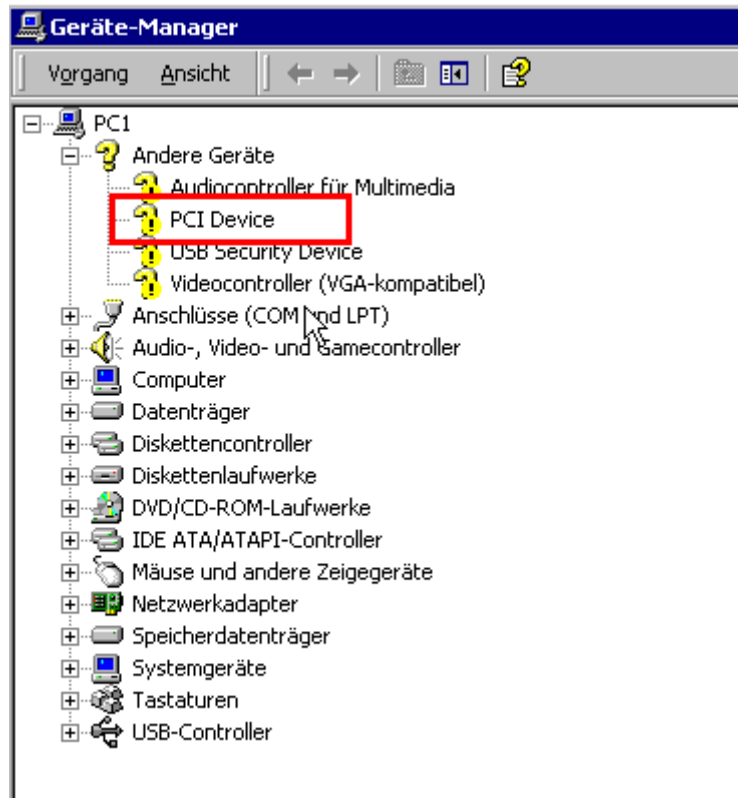 Geräte-Manager
Vorgang Ansicht
PC1
Andere Geräte
Audiocontroller für Multimedia
PCI Device
USB Security Device
Videocontroller (VGA-kompatibel)
Anschlüsse (COM und LPT)
Audio-, Video- und Gamecontroller
Computer
Datenträger
Diskettencontroller
Diskettenlaufwerke
DVD/CD-ROM-Laufwerke
IDE ATA/ATAPI-Controller
Mäuse und andere Zeigegeräte
Netzwerkadapter
Speicherdatenträger
Systemgeräte
Tastaturen
USB-Controller